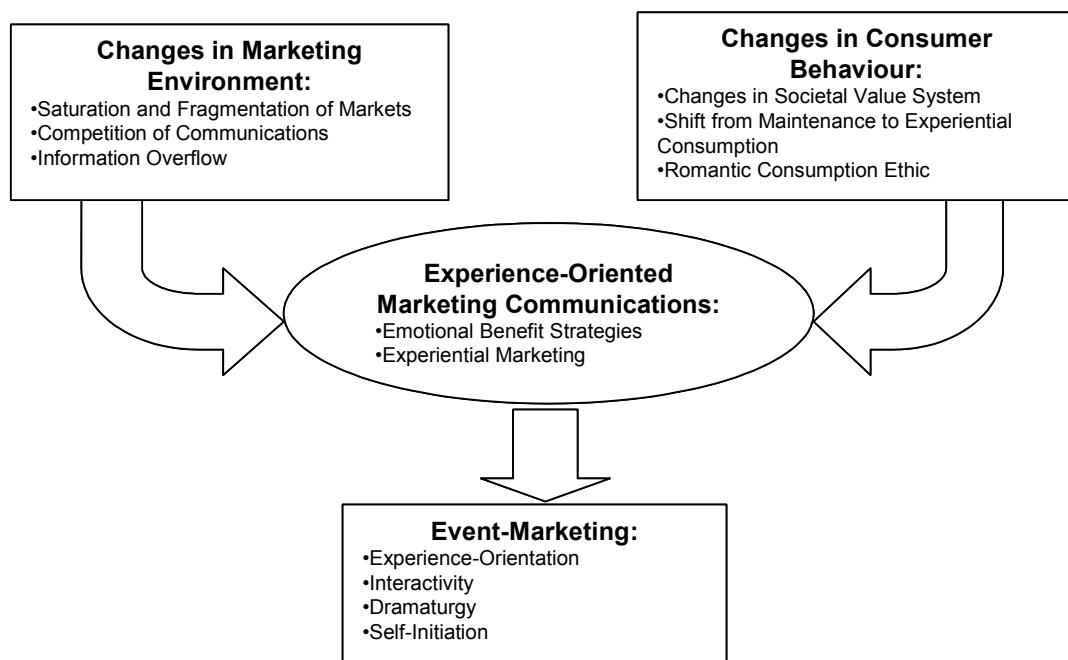 Changes in Marketing
Environment:
•Saturation and Fragmentation of Markets
•Competition of Communications
•Information Overflow
Changes in Consumer
Behaviour:
•Changes in Societal Value System
•Shift from Maintenance to Experiential
Consumption
•Romantic Consumption Ethic
Experience-Oriented
Marketing Communications:
•Emotional Benefit Strategies
•Experiential Marketing
Event-Marketing:
•Experience-Orientation
•Interactivity
•Dramaturgy
•Self-Initiation